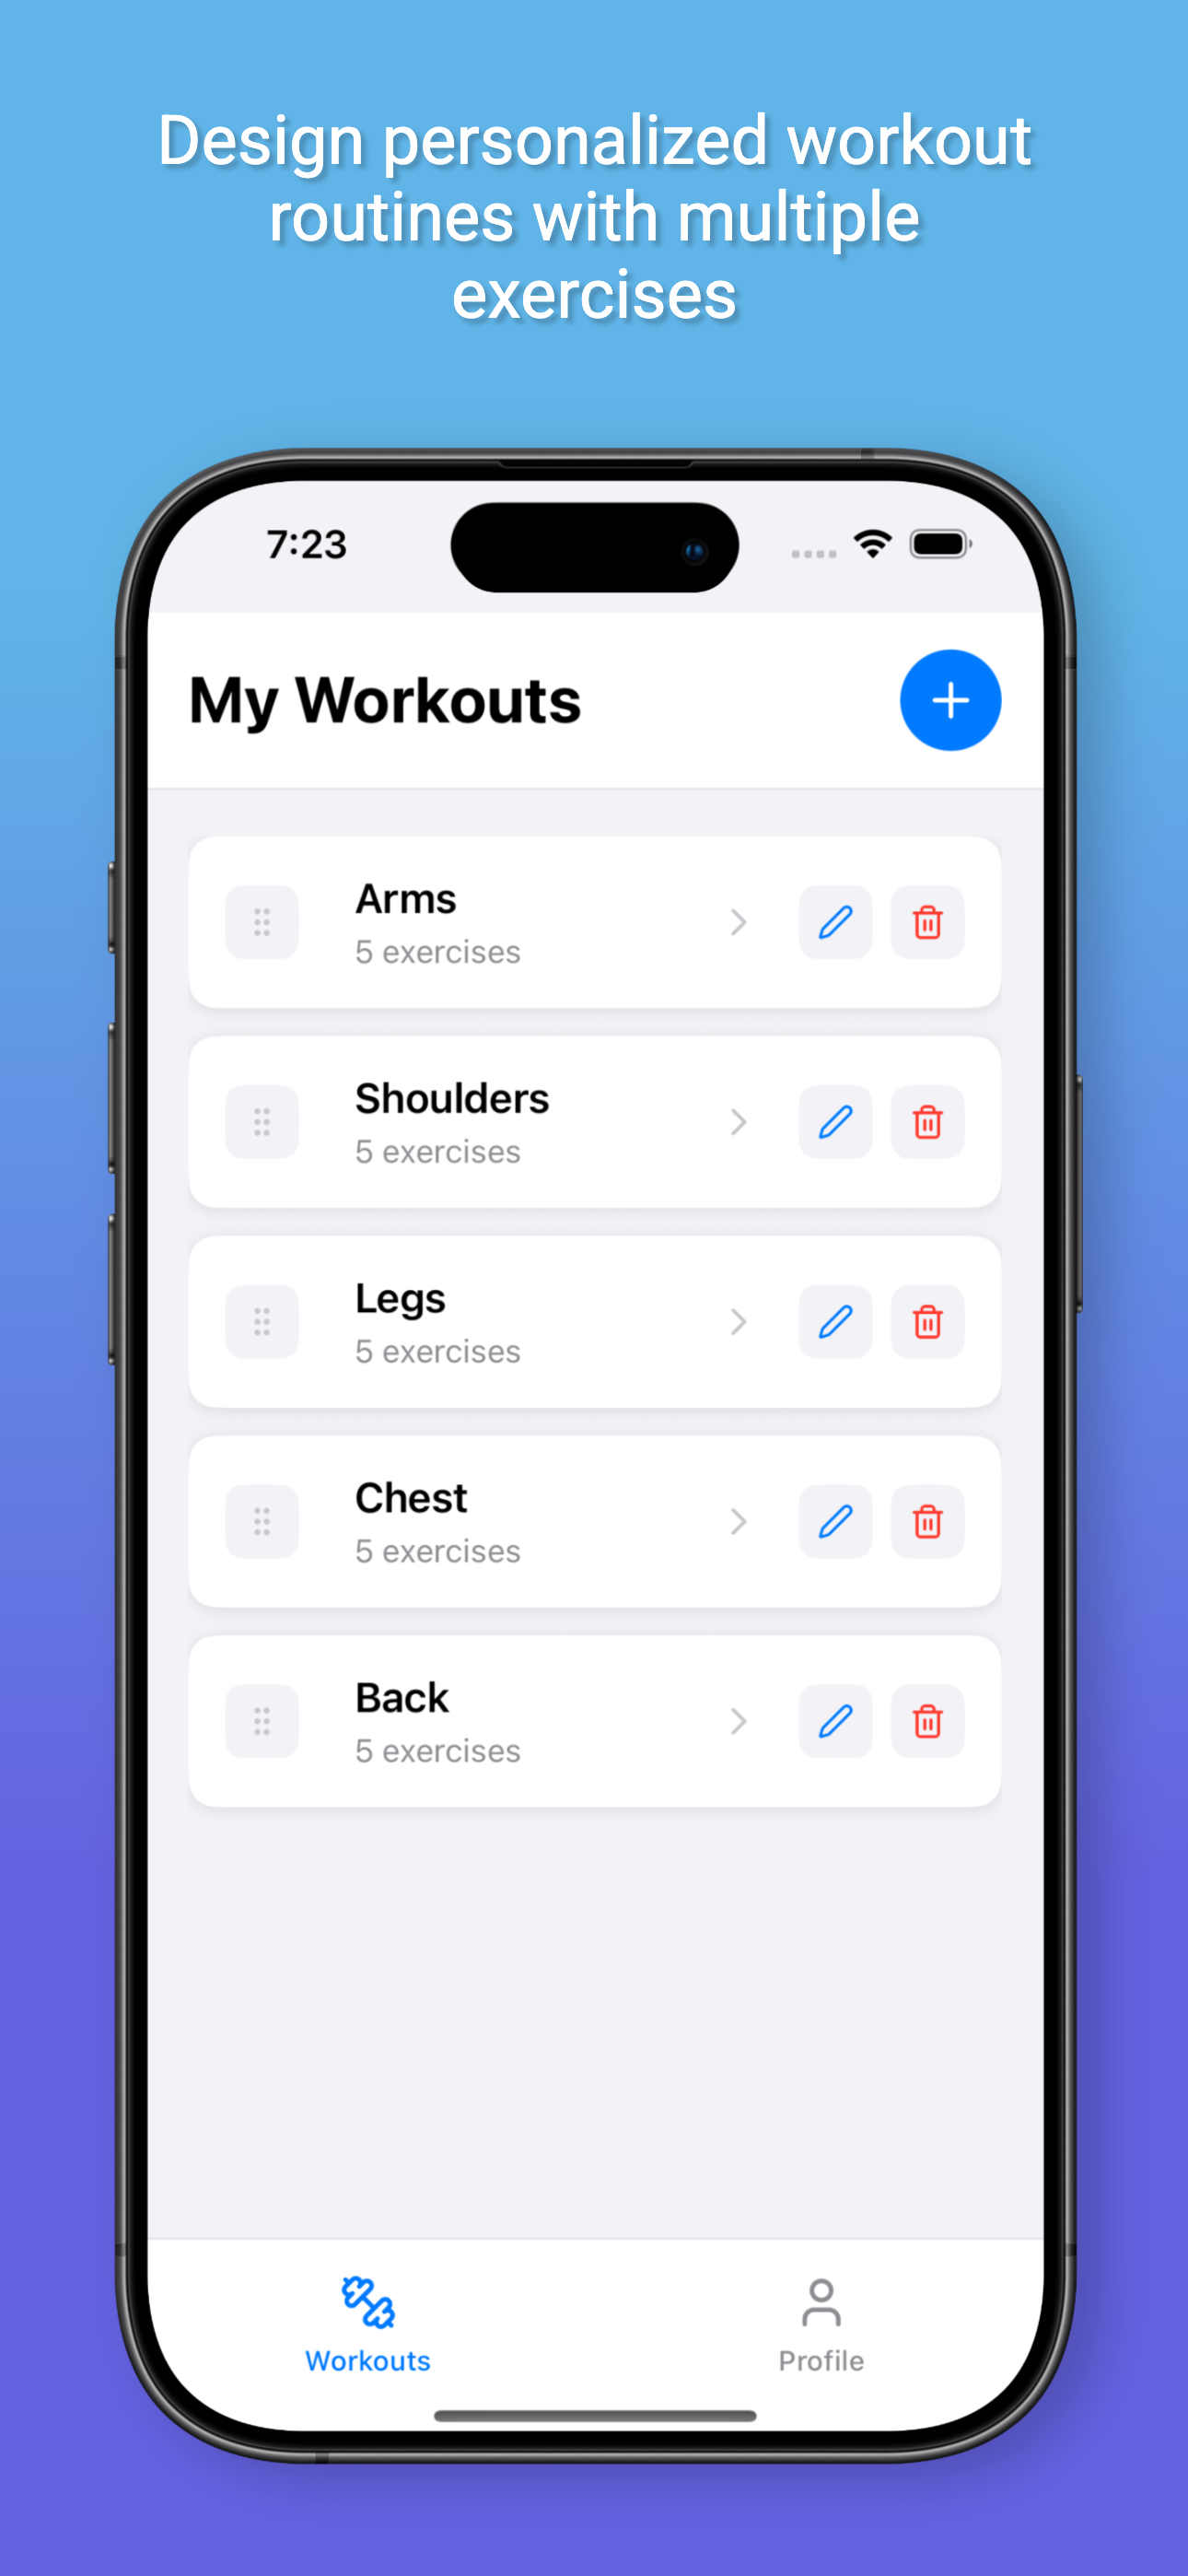 Design personalized workout
routines with multiple
exercises
7:23
My Workouts
Arms
5 exercises
Shoulders
5 exercises
Legs
5 exercises
Chest
5 exercises
Back
5 exercises
Workouts
Profile